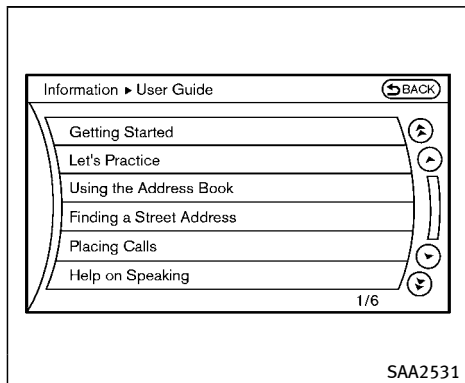 Information ▸ User Guide
BACK
Getting Started
Let's Practice
Using the Address Book
Finding a Street Address
Placing Calls
Help on Speaking
1/6
SAA2531